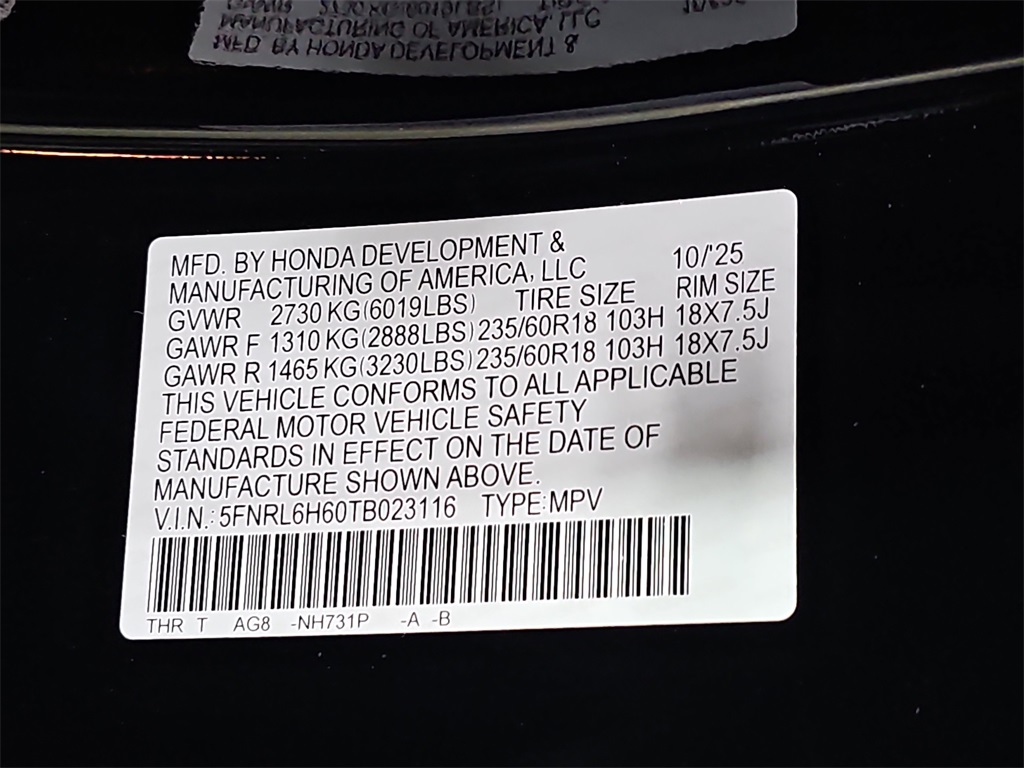 MFD. BY HONDA DEVELOPMENT &
MANUFACTURING OF AMERICA, LLC 10/'25
GVWR 2730 KG(6019LBS) TIRE SIZE RIM SIZE
GAWR F 1310 KG(2888LBS) 235/60R18 103H 18X7.5J
GAWR R 1465 KG(3230LBS) 235/60R18 103H 18X7.5J
THIS VEHICLE CONFORMS TO ALL APPLICABLE
FEDERAL MOTOR VEHICLE SAFETY
STANDARDS IN EFFECT ON THE DATE OF
MANUFACTURE SHOWN ABOVE.
V.I.N.: 5FNRL6H60TB023116 TYPE: MPV
THR T AG8 -NH731P -A -B